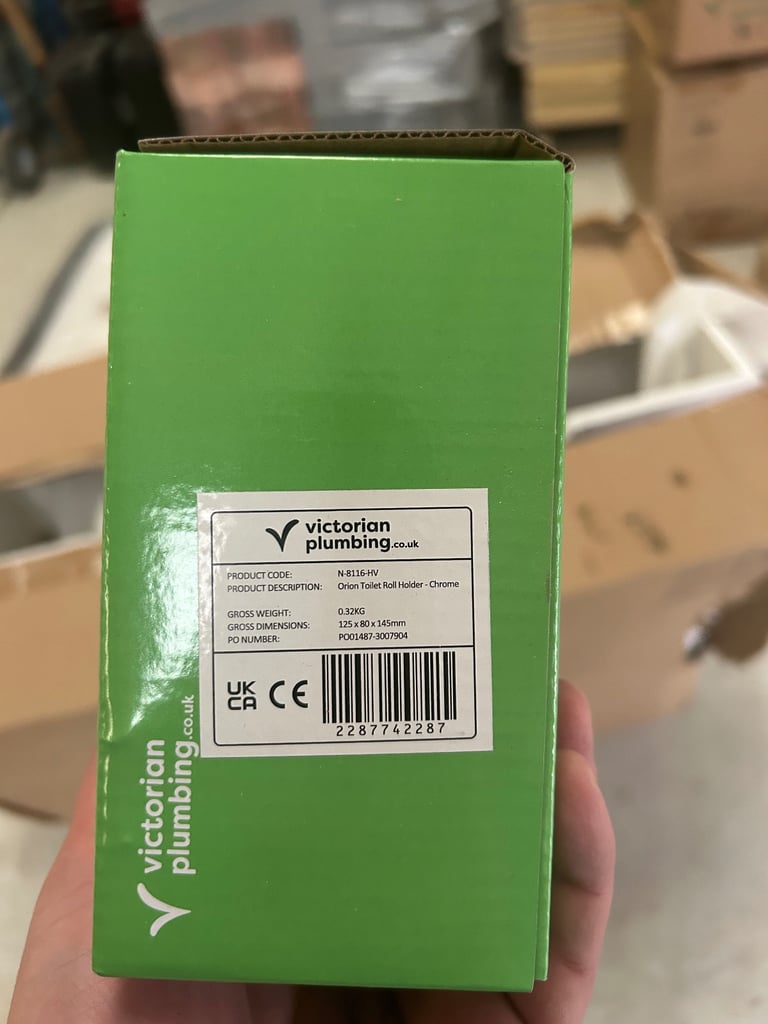 victorian
plumbing.co.uk
PRODUCT CODE: N-8116-HV
PRODUCT DESCRIPTION: Orion Toilet Roll Holder - Chrome
GROSS WEIGHT: 0.32KG
GROSS DIMENSIONS: 125 x 80 x 145mm
PO NUMBER: PO01487-3007904
UK
CA CE
2287742287
victorian
plumbing.co.uk